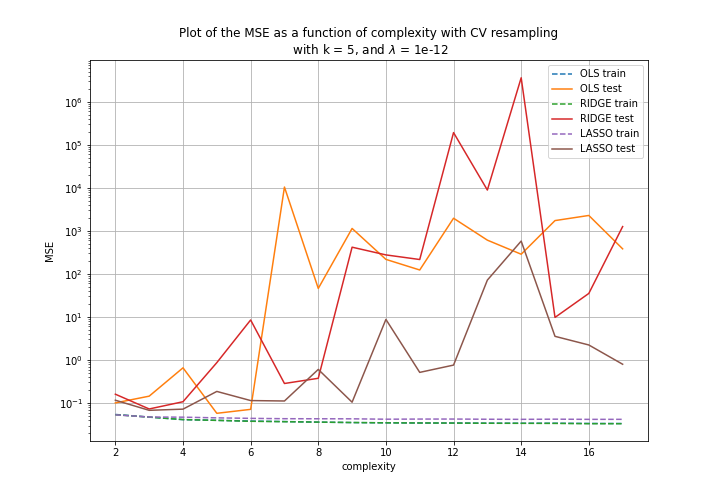 Plot of the MSE as a function of complexity with CV resampling
with k = 5, and λ = 1e-12
OLS train
OLS test
RIDGE train
RIDGE test
LASSO train
LASSO test
MSE
10⁶
10⁵
10⁴
10³
10²
10¹
10⁰
10⁻¹
2 4 6 8 10 12 14 16
complexity